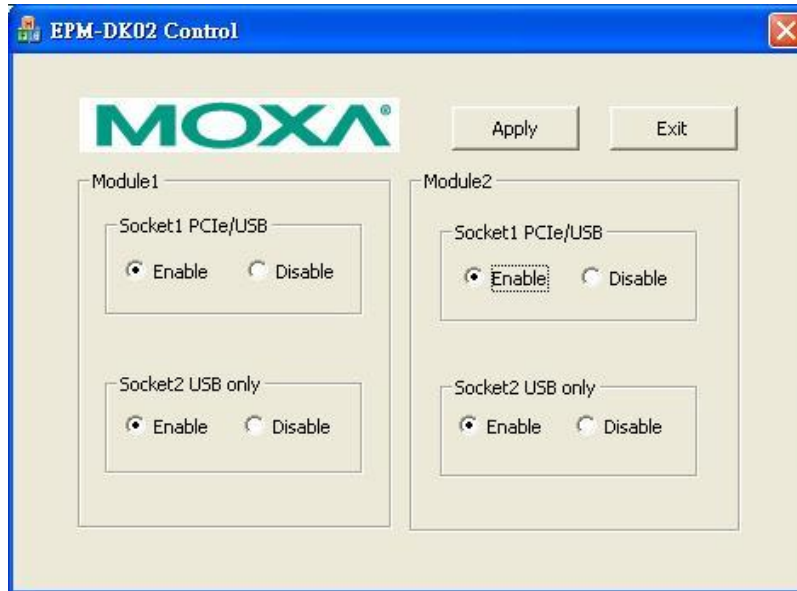 EPM-DK02 Control
MOXA®
Apply
Exit
Module1
Socket1 PCIe/USB
Enable
Disable
Socket2 USB only
Enable
Disable
Module2
Socket1 PCIe/USB
Enable
Disable
Socket2 USB only
Enable
Disable